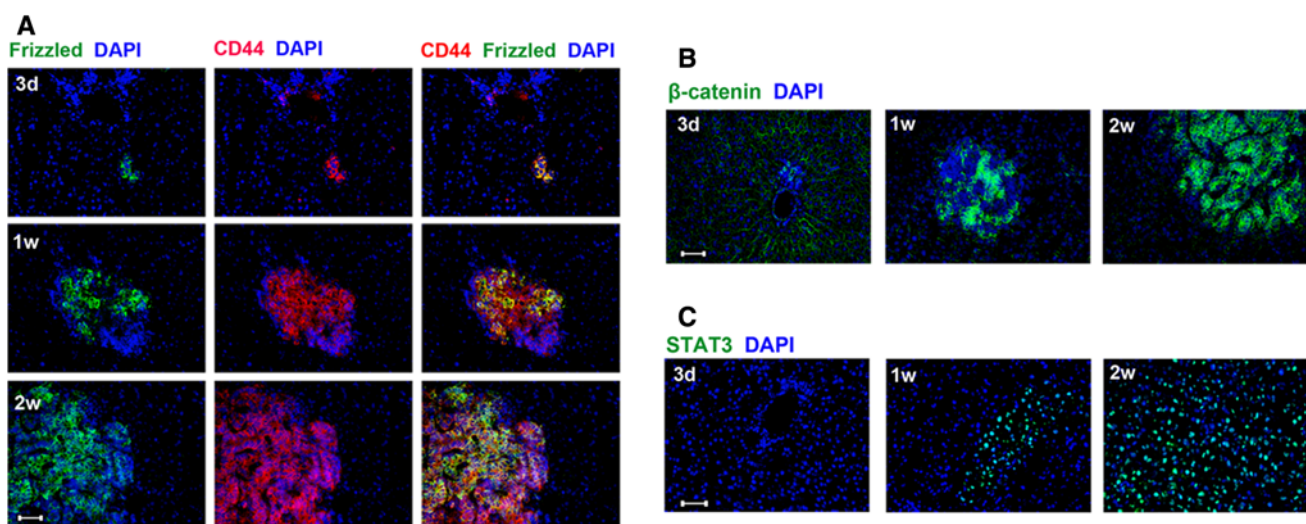 A
Frizzled DAPI
CD44 DAPI
CD44 Frizzled DAPI
3d
1w
2w
B
β-catenin DAPI
3d
1w
2w
C
STAT3 DAPI
3d
1w
2w